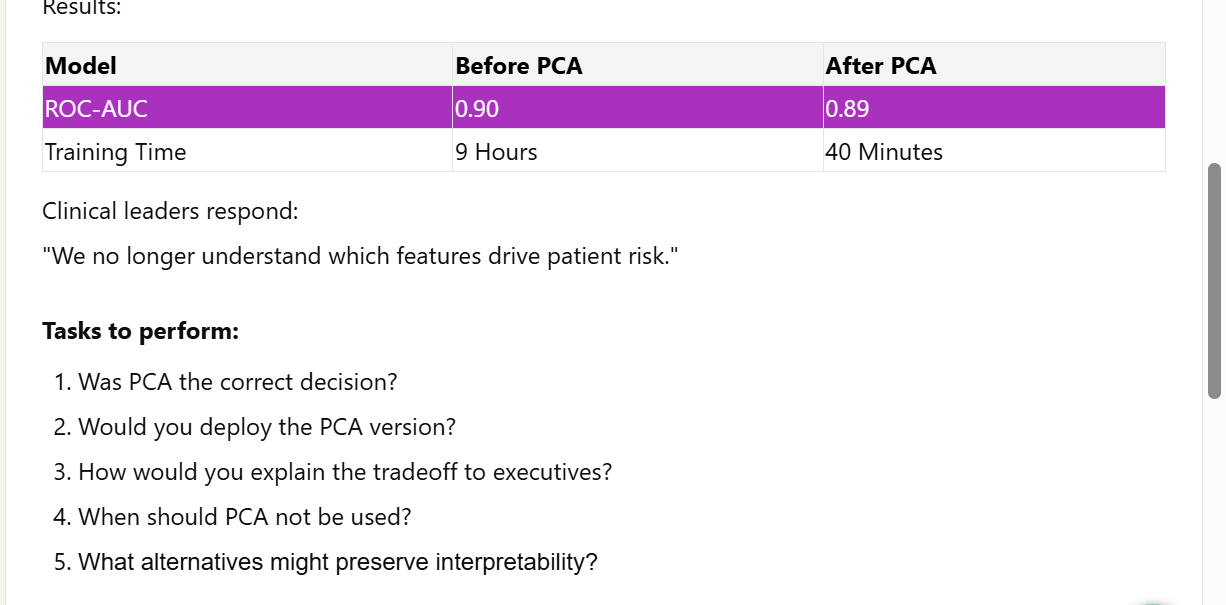 Results:
Model Before PCA After PCA
ROC-AUC 0.90 0.89
Training Time 9 Hours 40 Minutes
Clinical leaders respond:
"We no longer understand which features drive patient risk."
Tasks to perform:
1. Was PCA the correct decision?
2. Would you deploy the PCA version?
3. How would you explain the tradeoff to executives?
4. When should PCA not be used?
5. What alternatives might preserve interpretability?